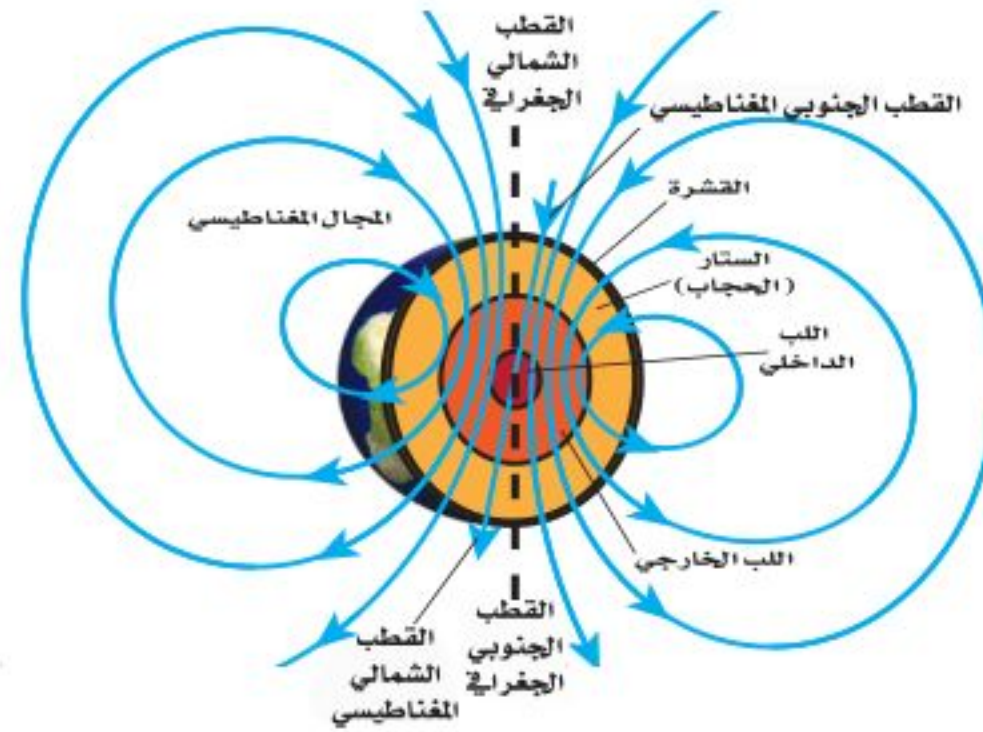 القطب
الشمالي
الجغرافي
القطب الجنوبي المغناطيسي
القشرة
المجال المغناطيسي
الستار
(الحجاب)
اللب
الداخلي
اللب الخارجي
القطب
الجنوبي
الجغرافي
القطب
الشمالي
المغناطيسي